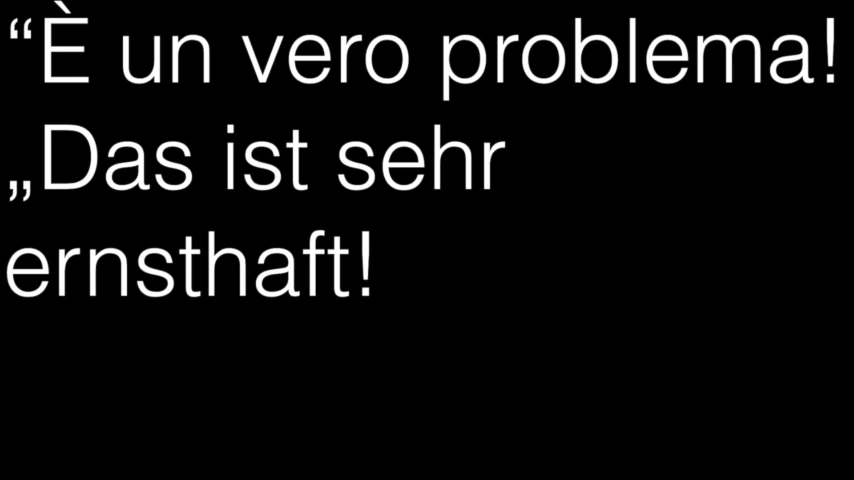 “È un vero problema!
„Das ist sehr
ernsthaft!